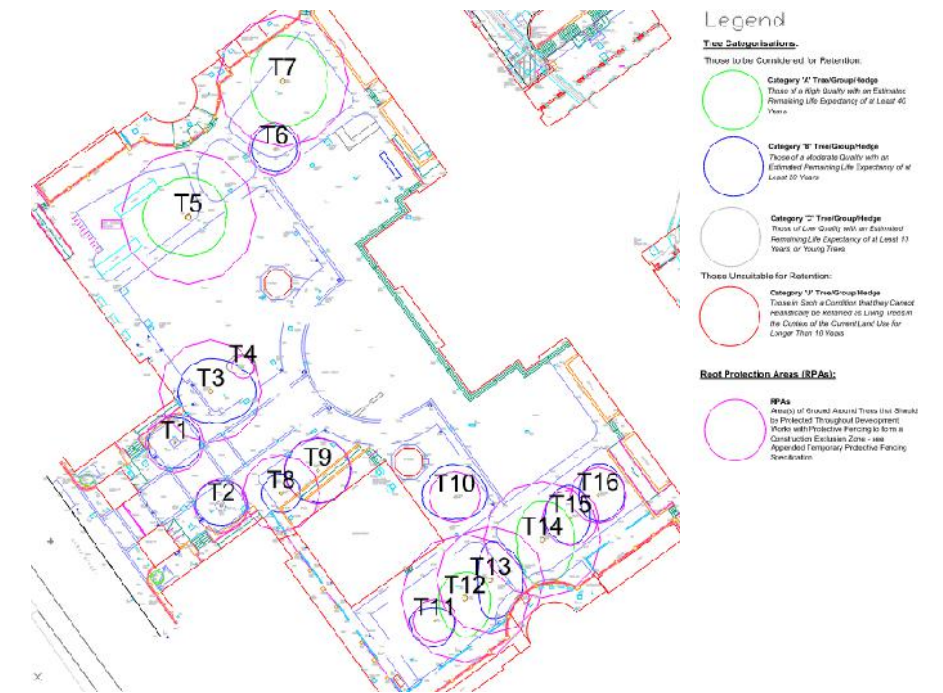 T7
T6
T5
T4
T3
T1
T2
T8
T9
T10
T16
T15
T14
T13
T12
T11
Legend
Tree Categorisations:
Those to be Considered for Retention:
Category 'A' Tree/Group/Hedge
Those of a High Quality with an Estimated
Remaining Life Expectancy of at Least 40
Years
Category 'B' Tree/Group/Hedge
Those of a Moderate Quality with an
Estimated Remaining Life Expectancy of at
Least 20 Years
Category 'C' Tree/Group/Hedge
Those of Low Quality with an Estimated
Remaining Life Expectancy of at Least 10
Years, or Young Trees
Those Unsuitable for Retention:
Category 'U' Tree/Group/Hedge
Those in Such a Condition that they Cannot
Realistically be Retained as Living Trees in
the Context of the Current Land Use for
Longer Than 10 Years
Root Protection Areas (RPAs):
RPAs
Area(s) of Ground Around Trees that Should
be Protected Throughout Development
Works with Protective Fencing to form a
Construction Exclusion Zone - see
Appended Temporary Protective Fencing
Specification